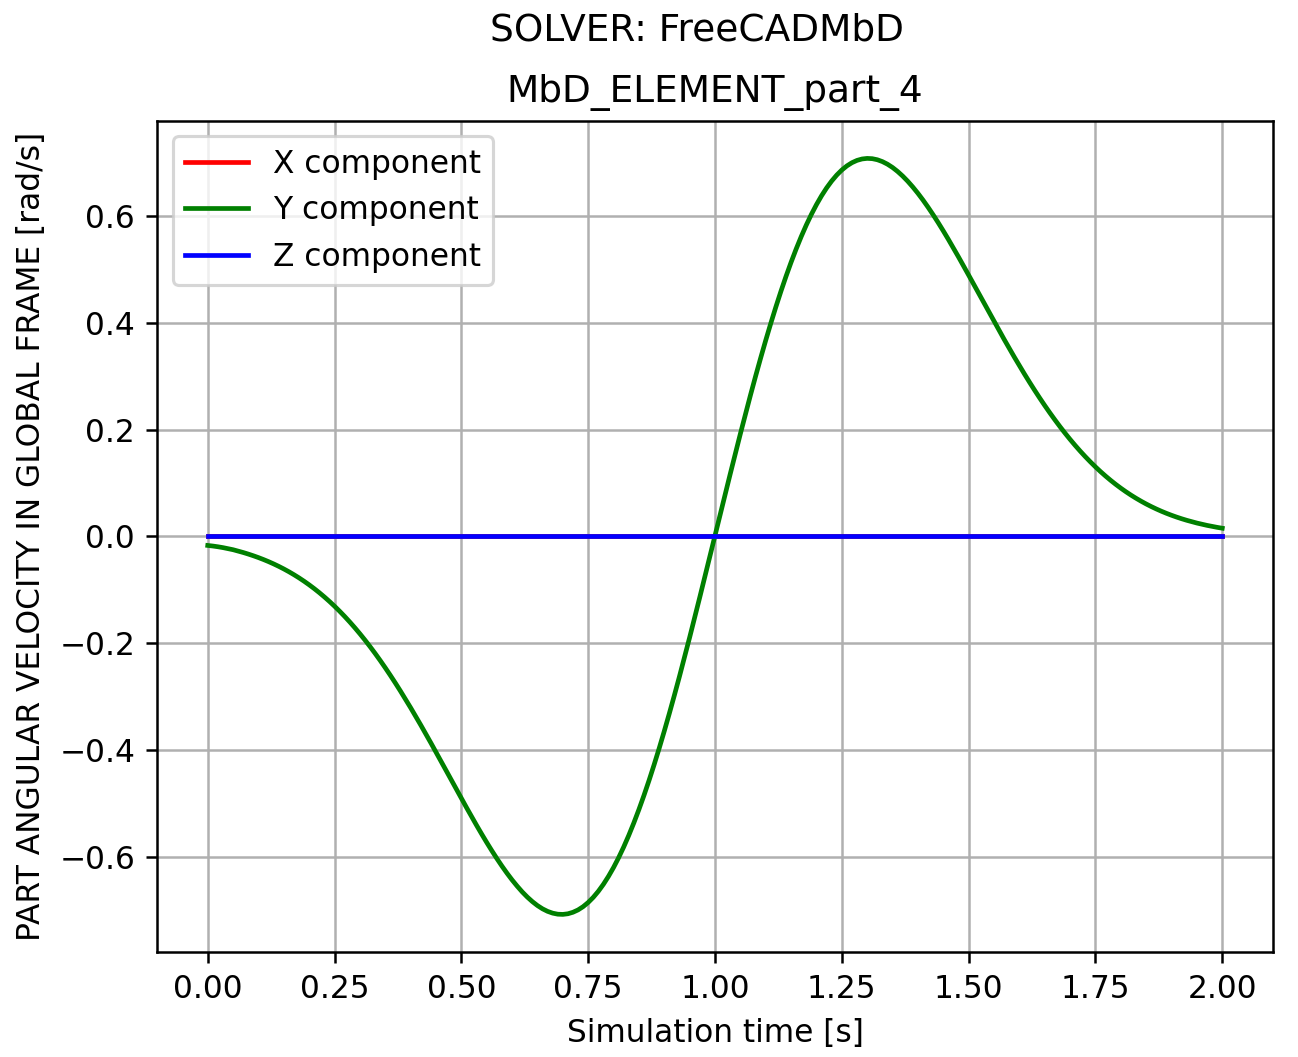 SOLVER: FreeCADMbD
MbD_ELEMENT_part_4
X component
Y component
Z component
PART ANGULAR VELOCITY IN GLOBAL FRAME [rad/s]
0.6
0.4
0.2
0.0
−0.2
−0.4
−0.6
0.00 0.25 0.50 0.75 1.00 1.25 1.50 1.75 2.00
Simulation time [s]